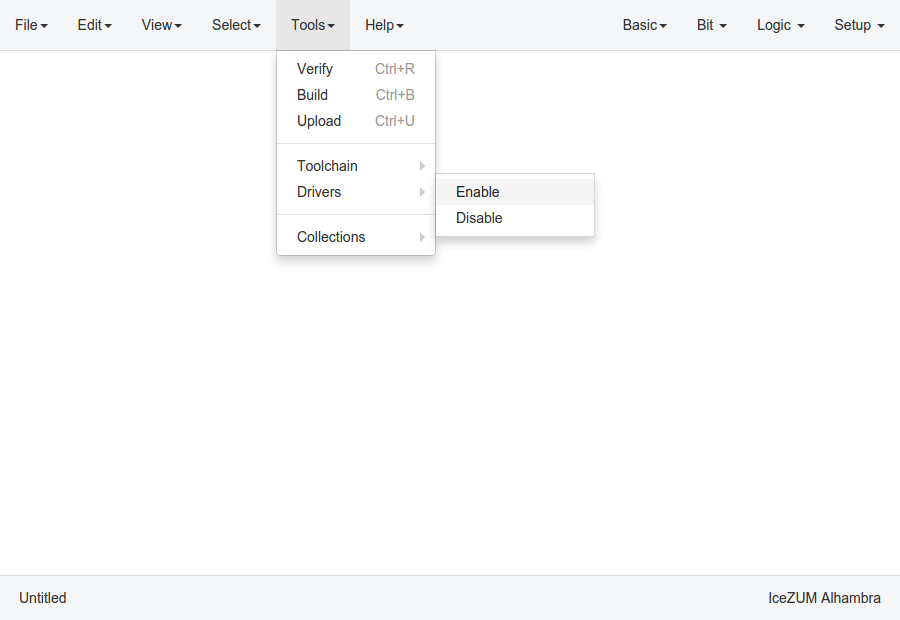 File Edit View Select Tools Help Basic Bit Logic Setup
Verify Ctrl+R
Build Ctrl+B
Upload Ctrl+U
Toolchain
Drivers
Enable
Disable
Collections
Untitled IceZUM Alhambra